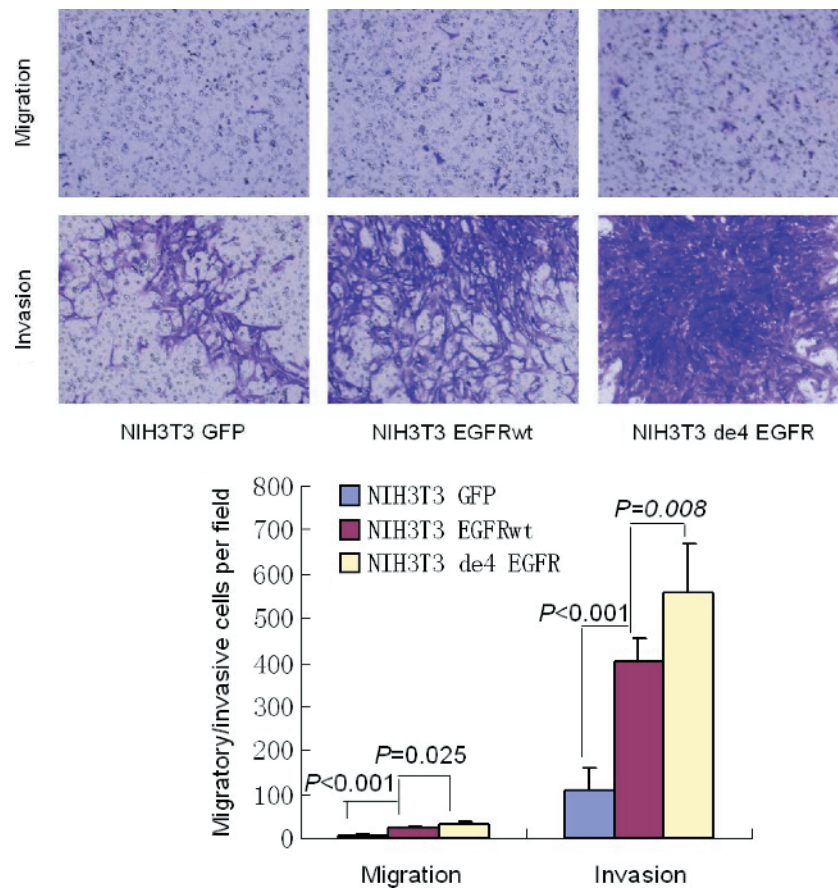 Migration
Invasion
NIH3T3 GFP
NIH3T3 EGFRwt
NIH3T3 de4 EGFR
Migratory/invasive cells per field
800
700
600
500
400
300
200
100
0
NIH3T3 GFP
NIH3T3 EGFRwt
NIH3T3 de4 EGFR
P<0.001
P=0.025
P<0.001
P=0.008
Migration
Invasion